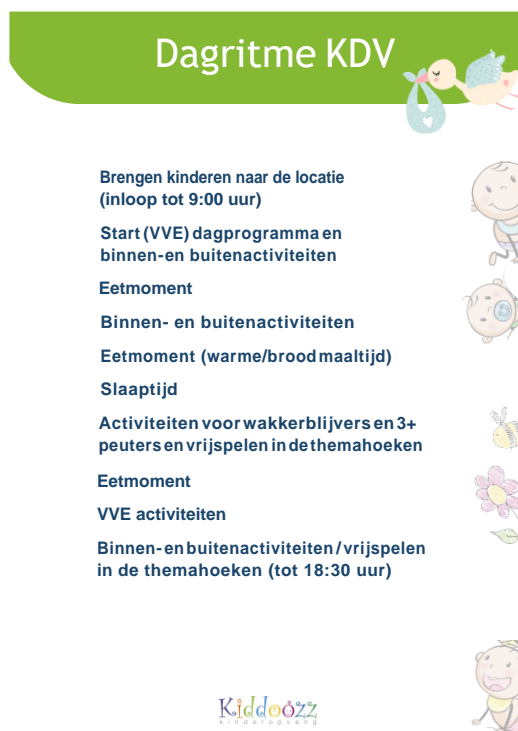 Dagritme KDV
Brengen kinderen naar de locatie
(inloop tot 9:00 uur)
Start (VVE) dagprogramma en
binnen-en buitenactiviteiten
Eetmoment
Binnen- en buitenactiviteiten
Eetmoment (warme/brood maaltijd)
Slaaptijd
Activiteiten voor wakkerblijvers en 3+
peuters en vrijspelen in de themahoeken
Eetmoment
VVE activiteiten
Binnen- en buitenactiviteiten / vrijspelen
in de themahoeken (tot 18:30 uur)
Kiddoozz
kinderopvang